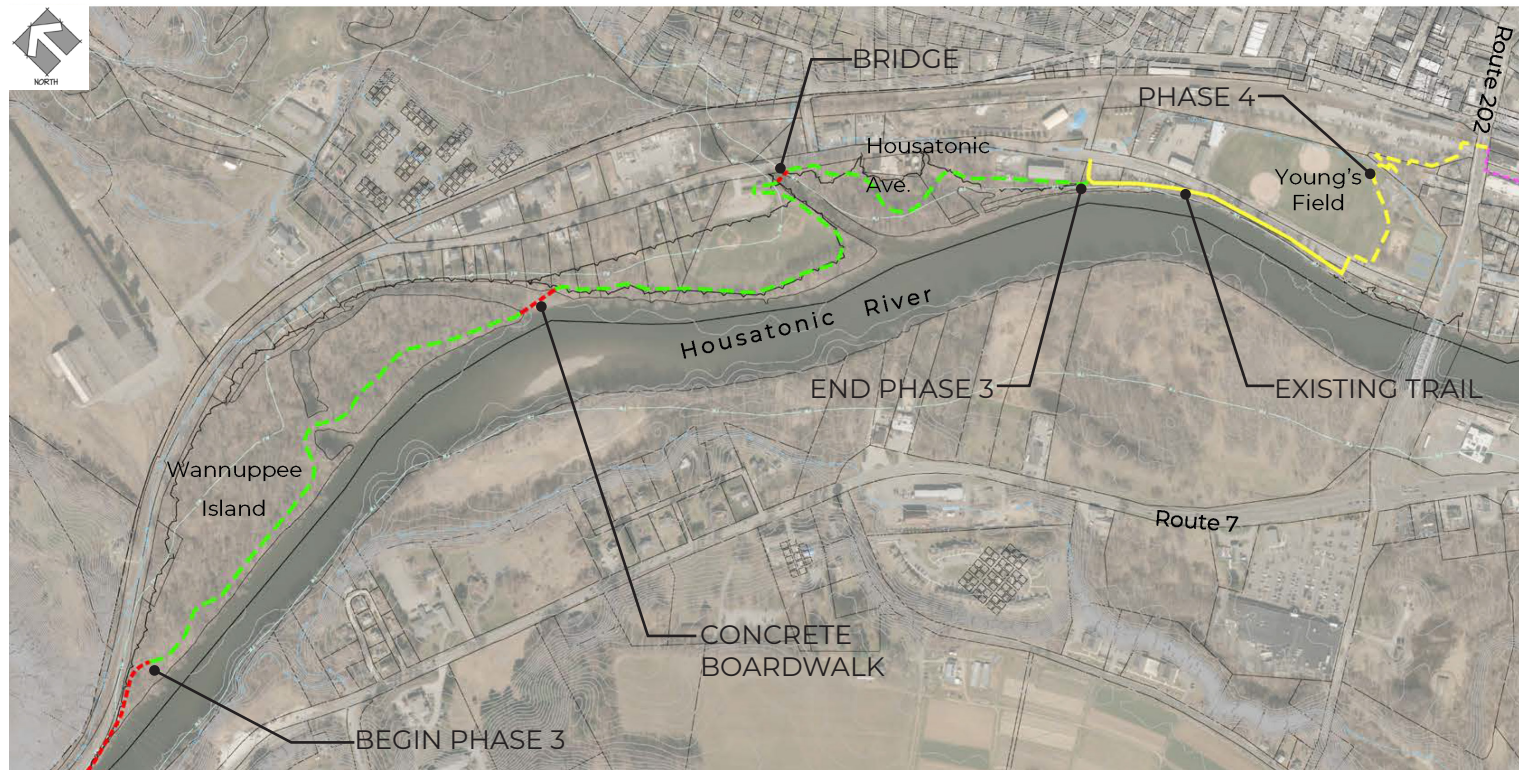 NORTH
BRIDGE
Route 202
PHASE 4
Housatonic
Ave.
Young's
Field
Housatonic River
END PHASE 3
EXISTING TRAIL
Wannuppee
Island
Route 7
CONCRETE
BOARDWALK
BEGIN PHASE 3